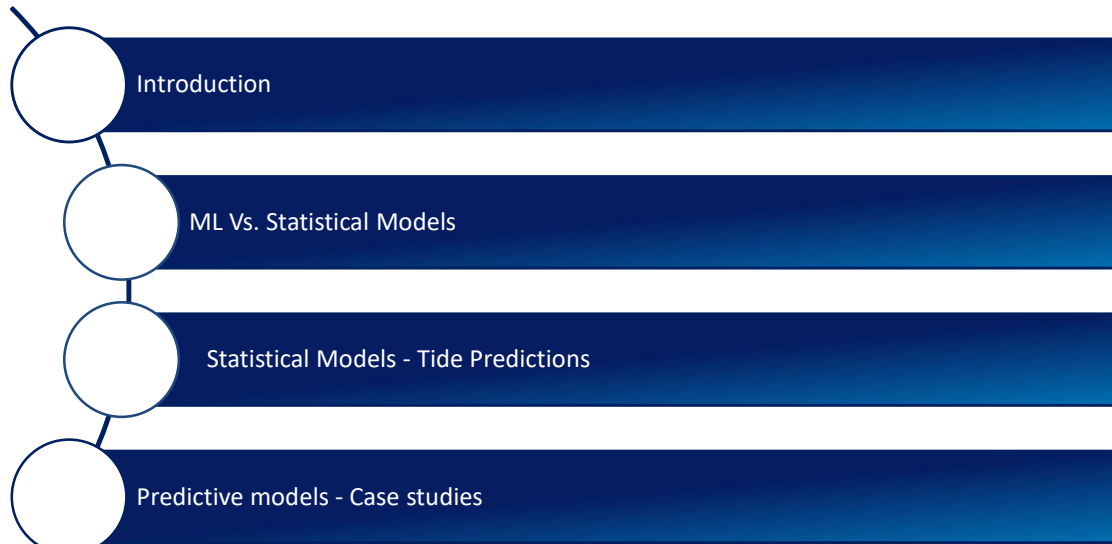 Introduction
ML Vs. Statistical Models
Statistical Models - Tide Predictions
Predictive models - Case studies